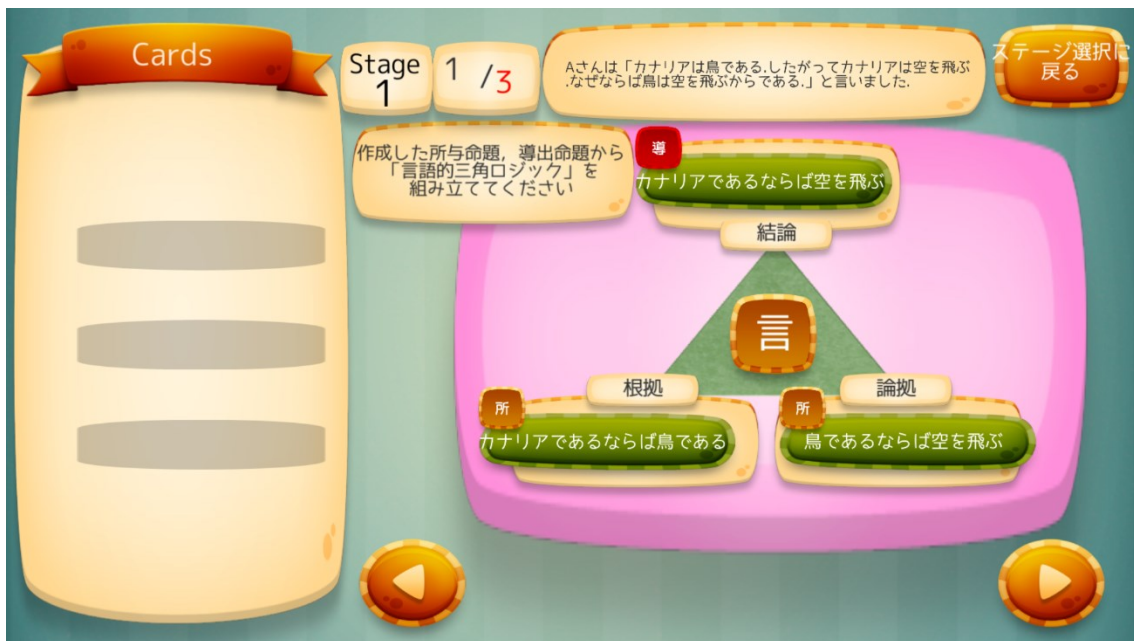 Cards
Stage
1
1 /3
Aさんは「カナリアは鳥である.したがってカナリアは空を飛ぶ
.なぜならば鳥は空を飛ぶからである.」と言いました.
ステージ選択に
戻る
作成した所与命題，導出命題から
「言語的三角ロジック」を
組み立ててください
導
カナリアであるならば空を飛ぶ
結論
言
根拠
論拠
所
カナリアであるならば鳥である
所
鳥であるならば空を飛ぶ